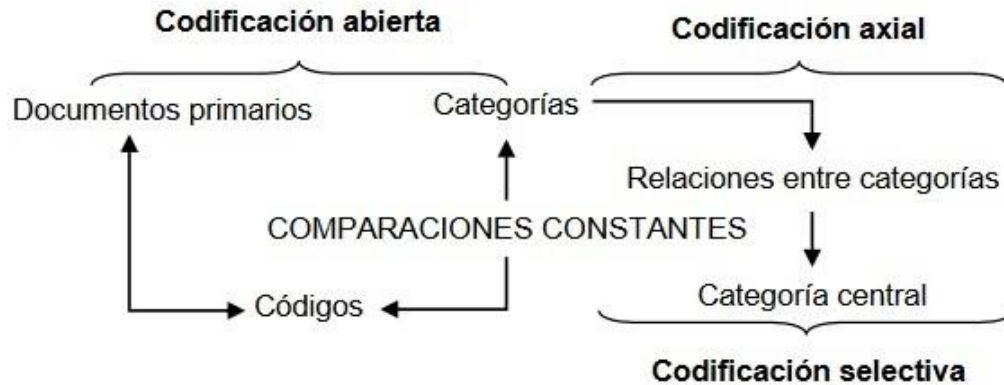 Codificación abierta
Codificación axial
Documentos primarios
Categorías
Relaciones entre categorías
COMPARACIONES CONSTANTES
Códigos
Categoría central
Codificación selectiva